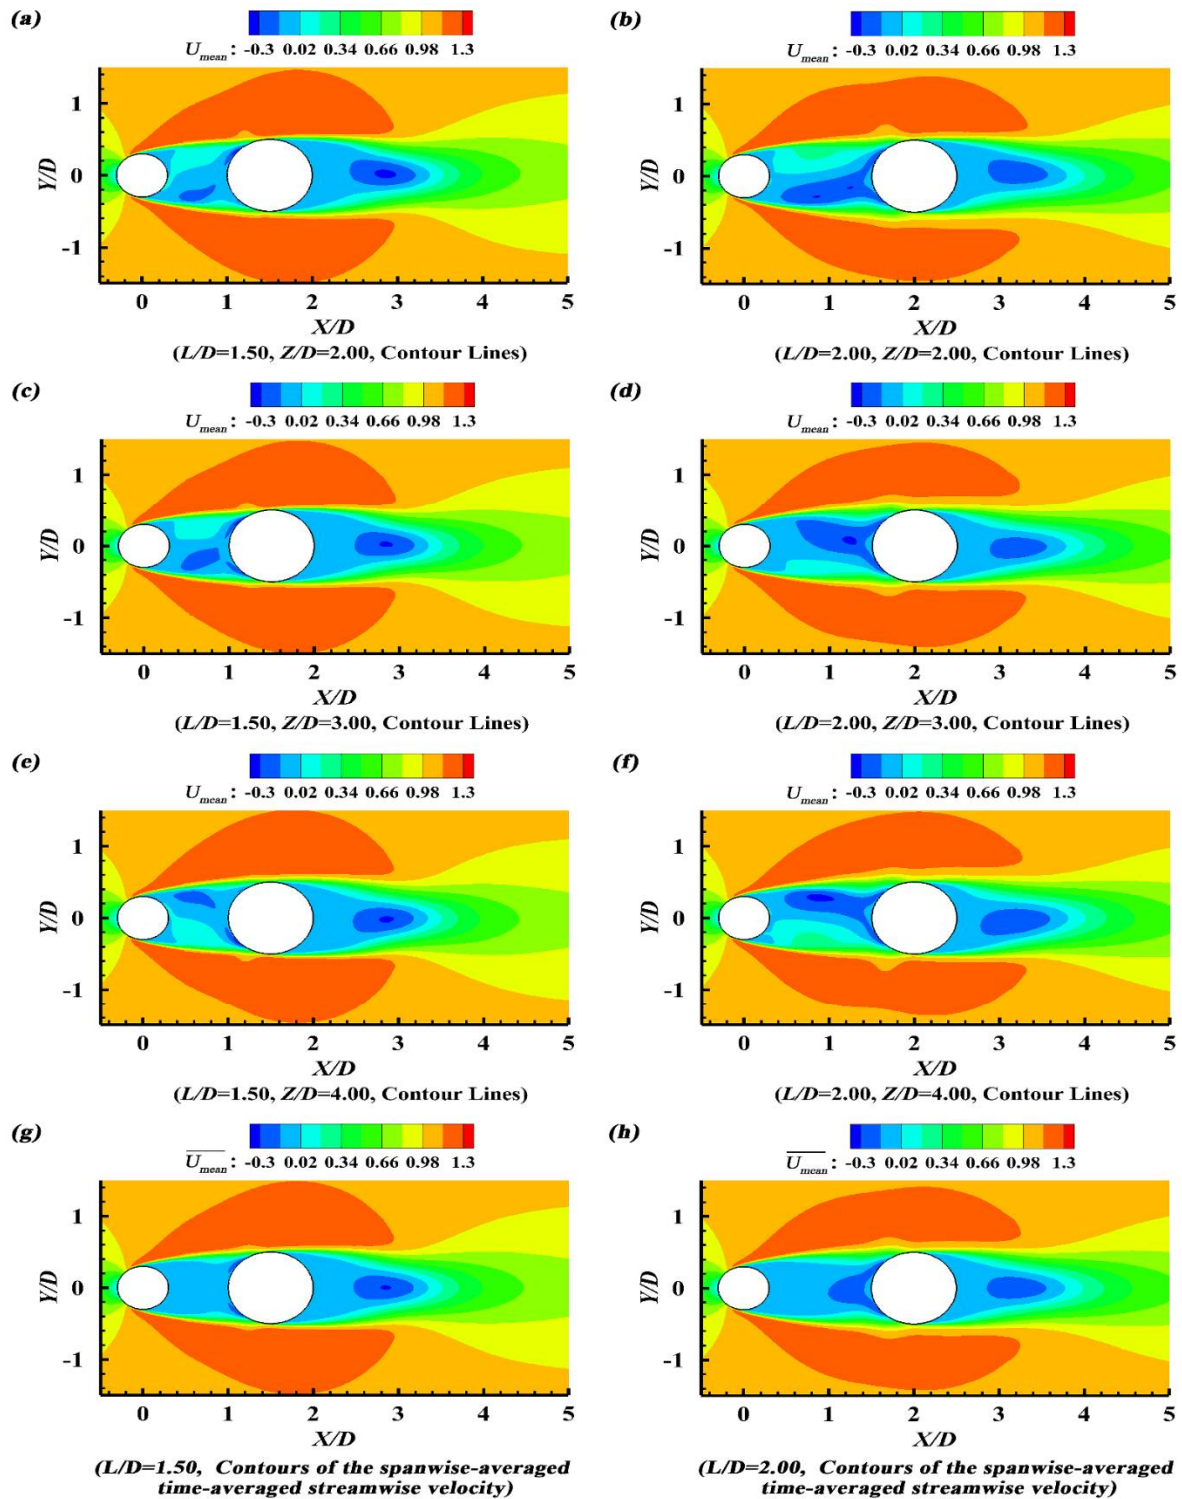 (a)
U_mean : -0.3 0.02 0.34 0.66 0.98 1.3
Y/D
1
0
-1
0 1 2 3 4 5
X/D
(L/D=1.50, Z/D=2.00, Contour Lines)
(b)
U_mean : -0.3 0.02 0.34 0.66 0.98 1.3
Y/D
1
0
-1
0 1 2 3 4 5
X/D
(L/D=2.00, Z/D=2.00, Contour Lines)
(c)
U_mean : -0.3 0.02 0.34 0.66 0.98 1.3
Y/D
1
0
-1
0 1 2 3 4 5
X/D
(L/D=1.50, Z/D=3.00, Contour Lines)
(d)
U_mean : -0.3 0.02 0.34 0.66 0.98 1.3
Y/D
1
0
-1
0 1 2 3 4 5
X/D
(L/D=2.00, Z/D=3.00, Contour Lines)
(e)
U_mean : -0.3 0.02 0.34 0.66 0.98 1.3
Y/D
1
0
-1
0 1 2 3 4 5
X/D
(L/D=1.50, Z/D=4.00, Contour Lines)
(f)
U_mean : -0.3 0.02 0.34 0.66 0.98 1.3
Y/D
1
0
-1
0 1 2 3 4 5
X/D
(L/D=2.00, Z/D=4.00, Contour Lines)
(g)
U_mean : -0.3 0.02 0.34 0.66 0.98 1.3
Y/D
1
0
-1
0 1 2 3 4 5
X/D
(L/D=1.50, Contours of the spanwise-averaged
time-averaged streamwise velocity)
(h)
U_mean : -0.3 0.02 0.34 0.66 0.98 1.3
Y/D
1
0
-1
0 1 2 3 4 5
X/D
(L/D=2.00, Contours of the spanwise-averaged
time-averaged streamwise velocity)